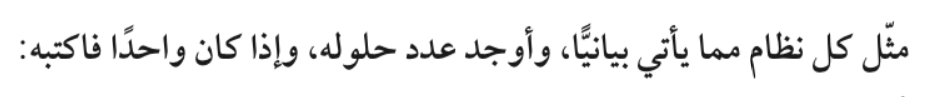 مثّل كل نظام مما يأتي بيانيًّا، وأوجد عدد حلوله، وإذا كان واحدًا فاكتبه: